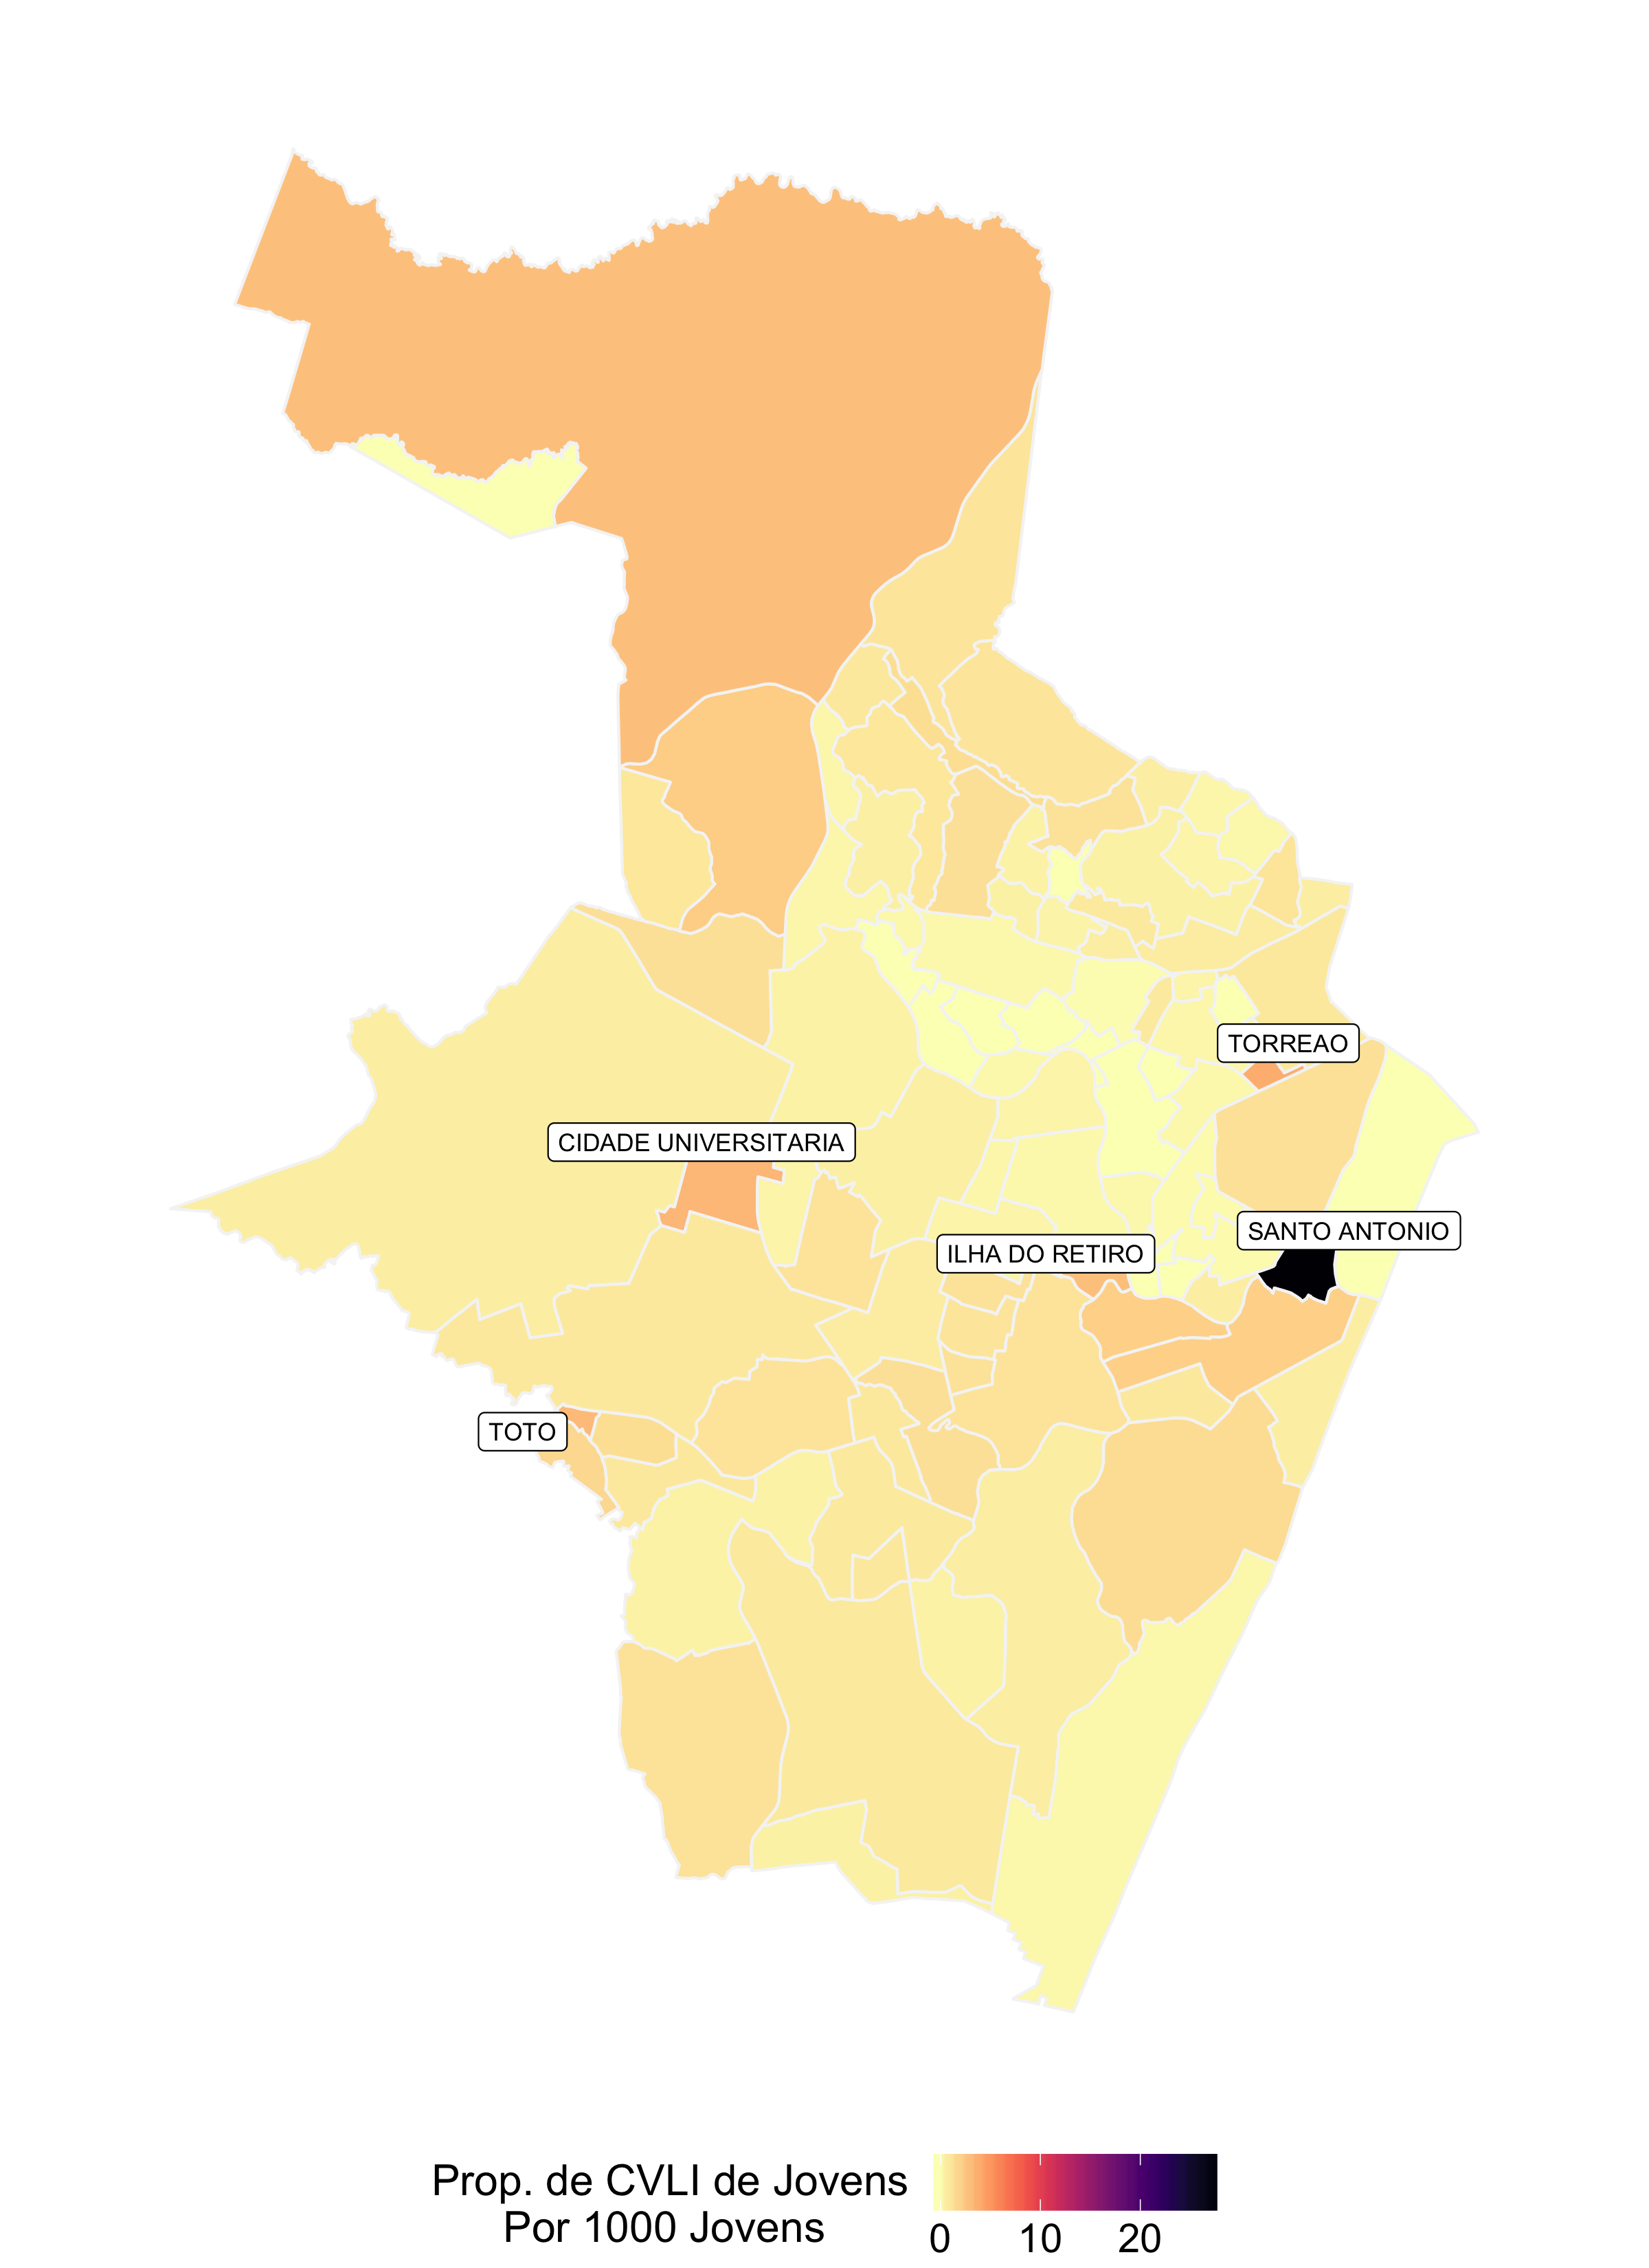 TORREAO
CIDADE UNIVERSITARIA
SANTO ANTONIO
ILHA DO RETIRO
TOTO
Prop. de CVLI de Jovens
Por 1000 Jovens
0 10 20